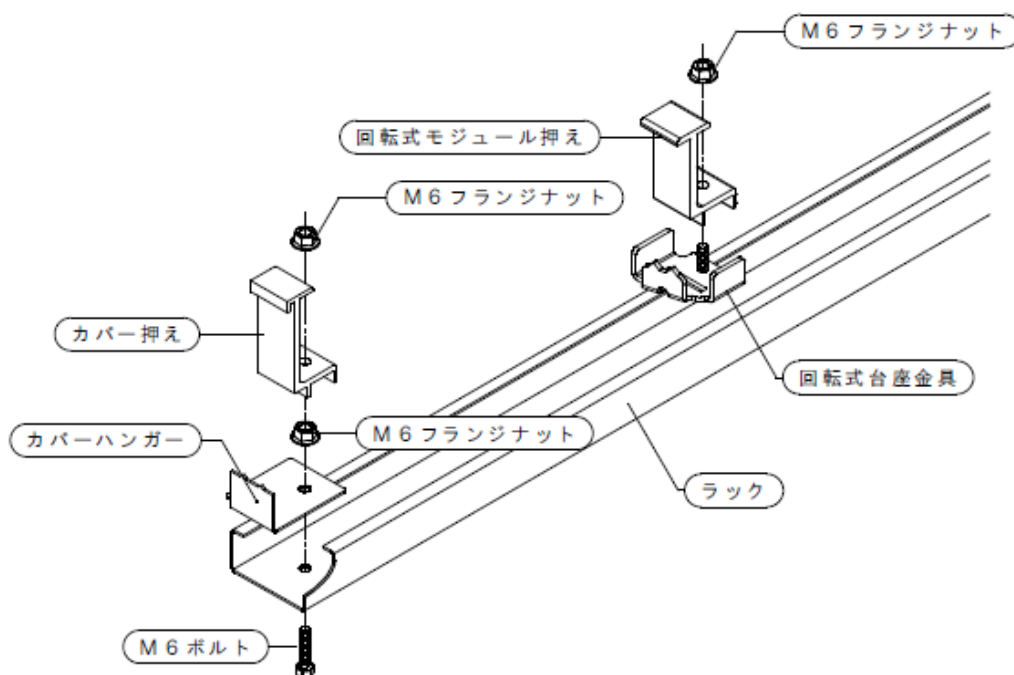 M6フランジナット
回転式モジュール押え
M6フランジナット
カバー押え
回転式台座金具
M6フランジナット
カバーハンガー
ラック
M6ボルト